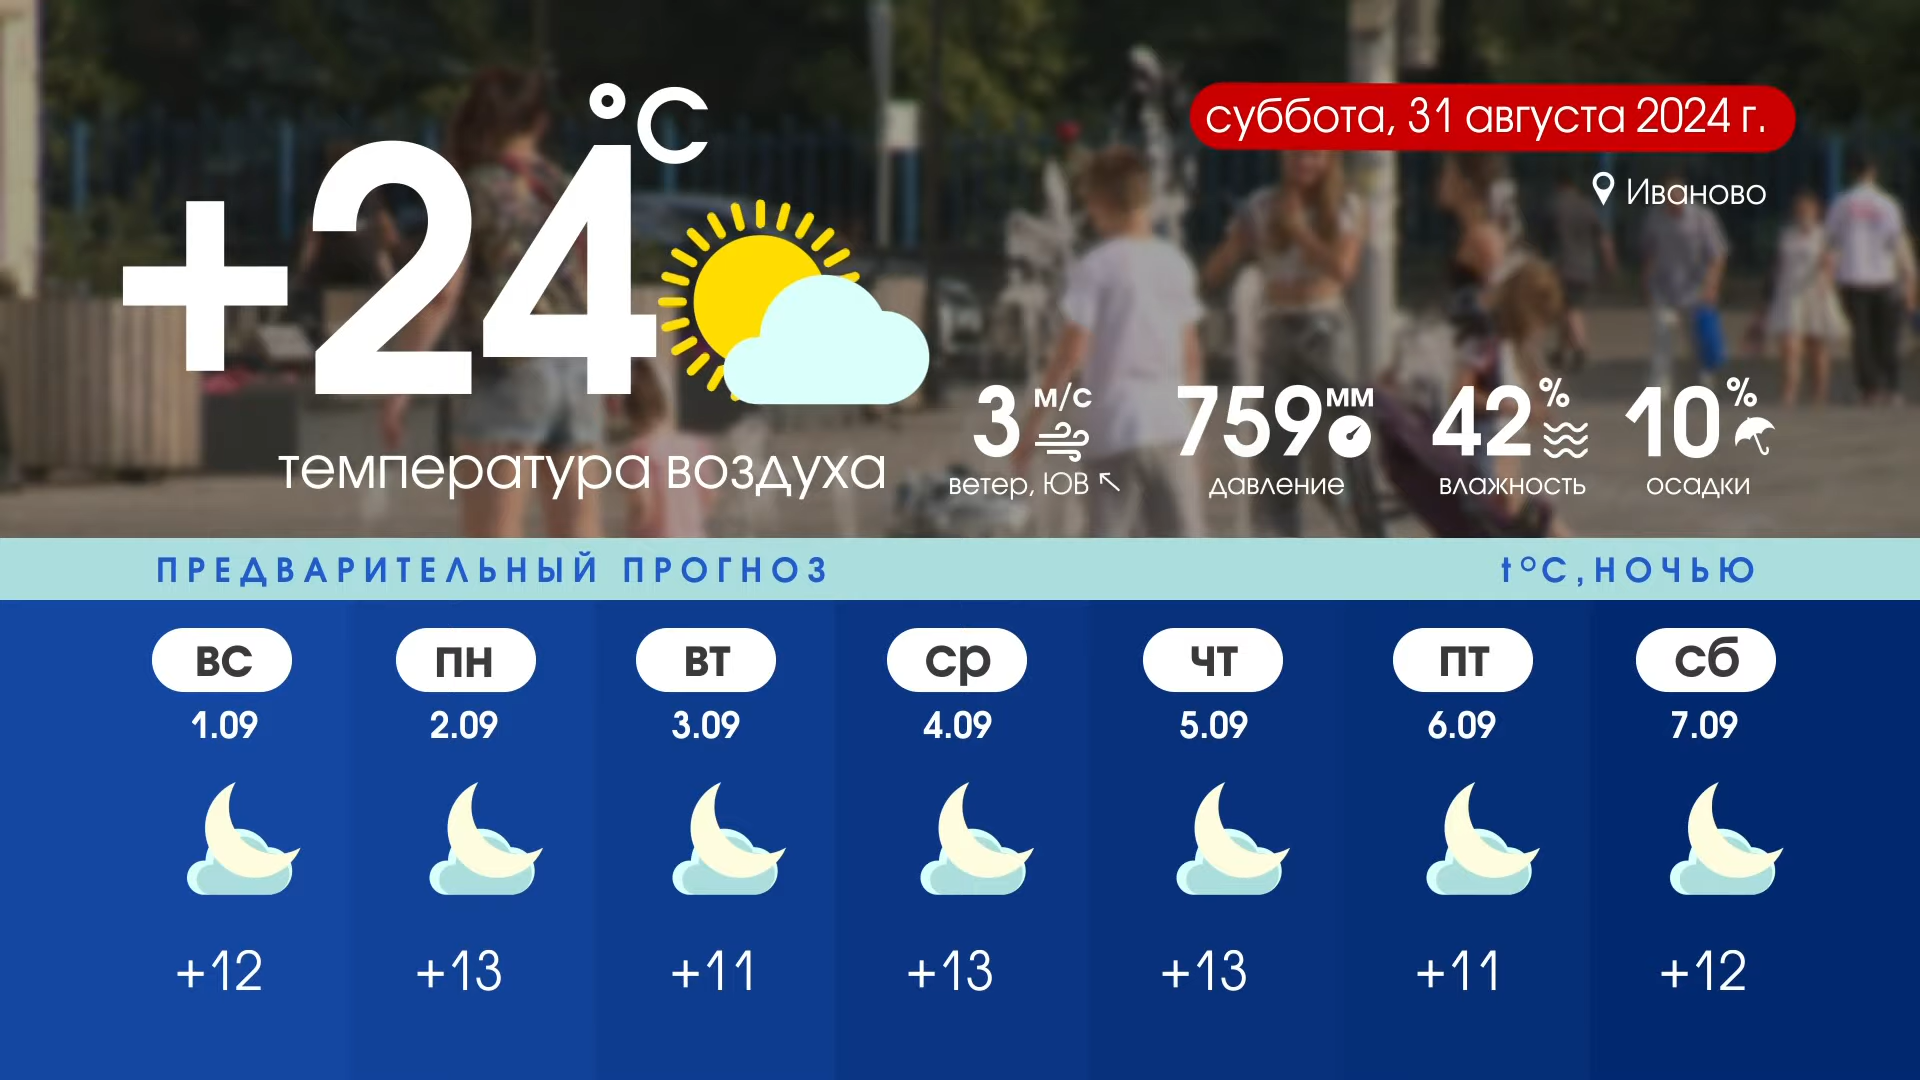 суббота, 31 августа 2024 г.
Иваново
+24°C
температура воздуха
3 м/с
ветер, ЮВ ↖
759 мм
давление
42 %
влажность
10 %
осадки
ПРЕДВАРИТЕЛЬНЫЙ ПРОГНОЗ
t°C,НОЧЬЮ
вс пн вт ср чт пт сб
1.09 2.09 3.09 4.09 5.09 6.09 7.09
+12 +13 +11 +13 +13 +11 +12